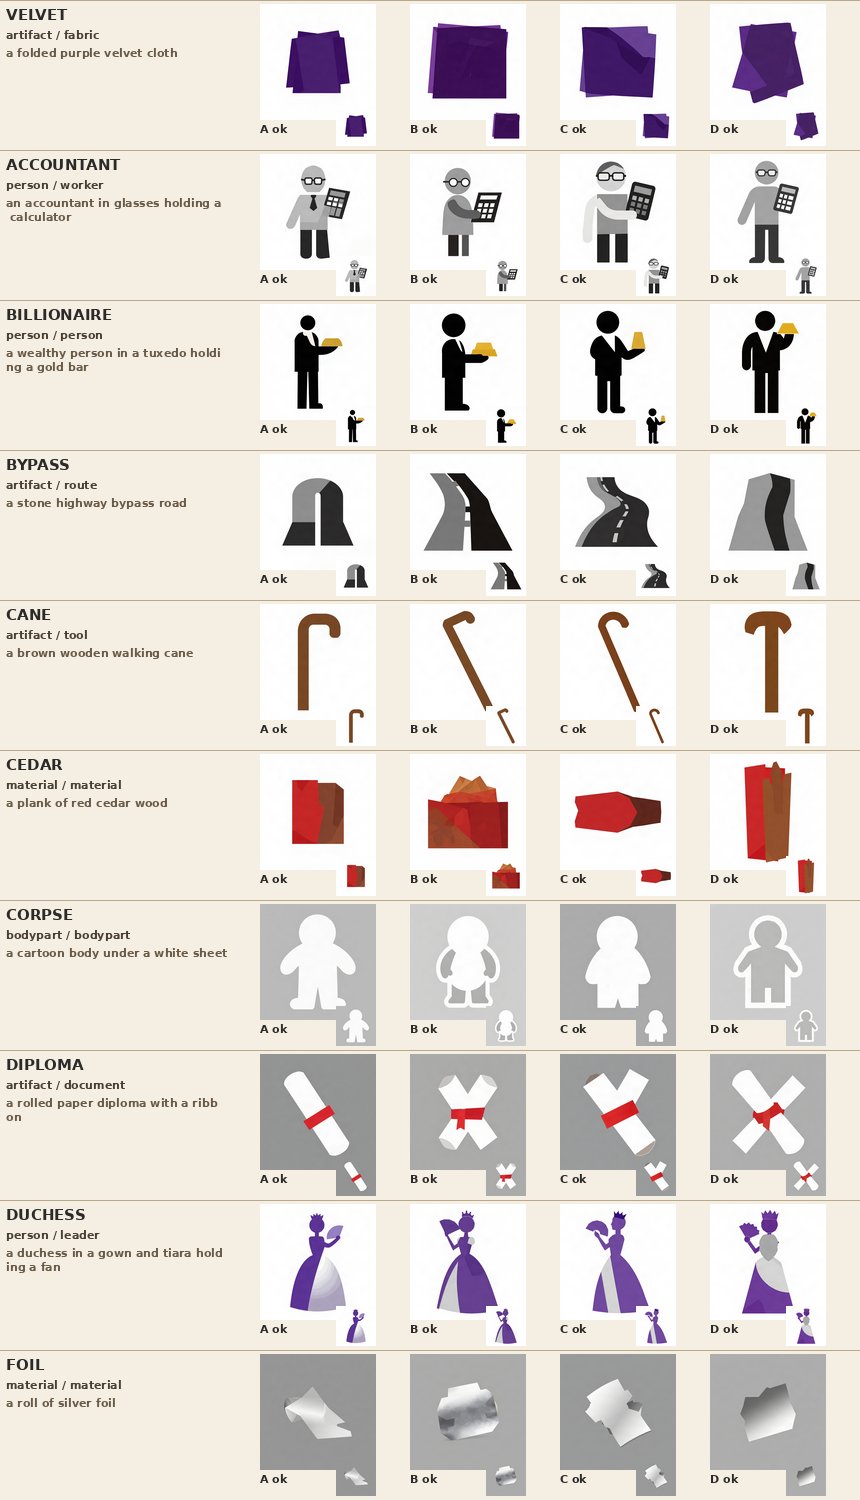 VELVET
artifact / fabric
a folded purple velvet cloth
A ok
B ok
C ok
D ok
ACCOUNTANT
person / worker
an accountant in glasses holding a
calculator
A ok
B ok
C ok
D ok
BILLIONAIRE
person / person
a wealthy person in a tuxedo holdi
ng a gold bar
A ok
B ok
C ok
D ok
BYPASS
artifact / route
a stone highway bypass road
A ok
B ok
C ok
D ok
CANE
artifact / tool
a brown wooden walking cane
A ok
B ok
C ok
D ok
CEDAR
material / material
a plank of red cedar wood
A ok
B ok
C ok
D ok
CORPSE
bodypart / bodypart
a cartoon body under a white sheet
A ok
B ok
C ok
D ok
DIPLOMA
artifact / document
a rolled paper diploma with a ribb
on
A ok
B ok
C ok
D ok
DUCHESS
person / leader
a duchess in a gown and tiara hold
ing a fan
A ok
B ok
C ok
D ok
FOIL
material / material
a roll of silver foil
A ok
B ok
C ok
D ok